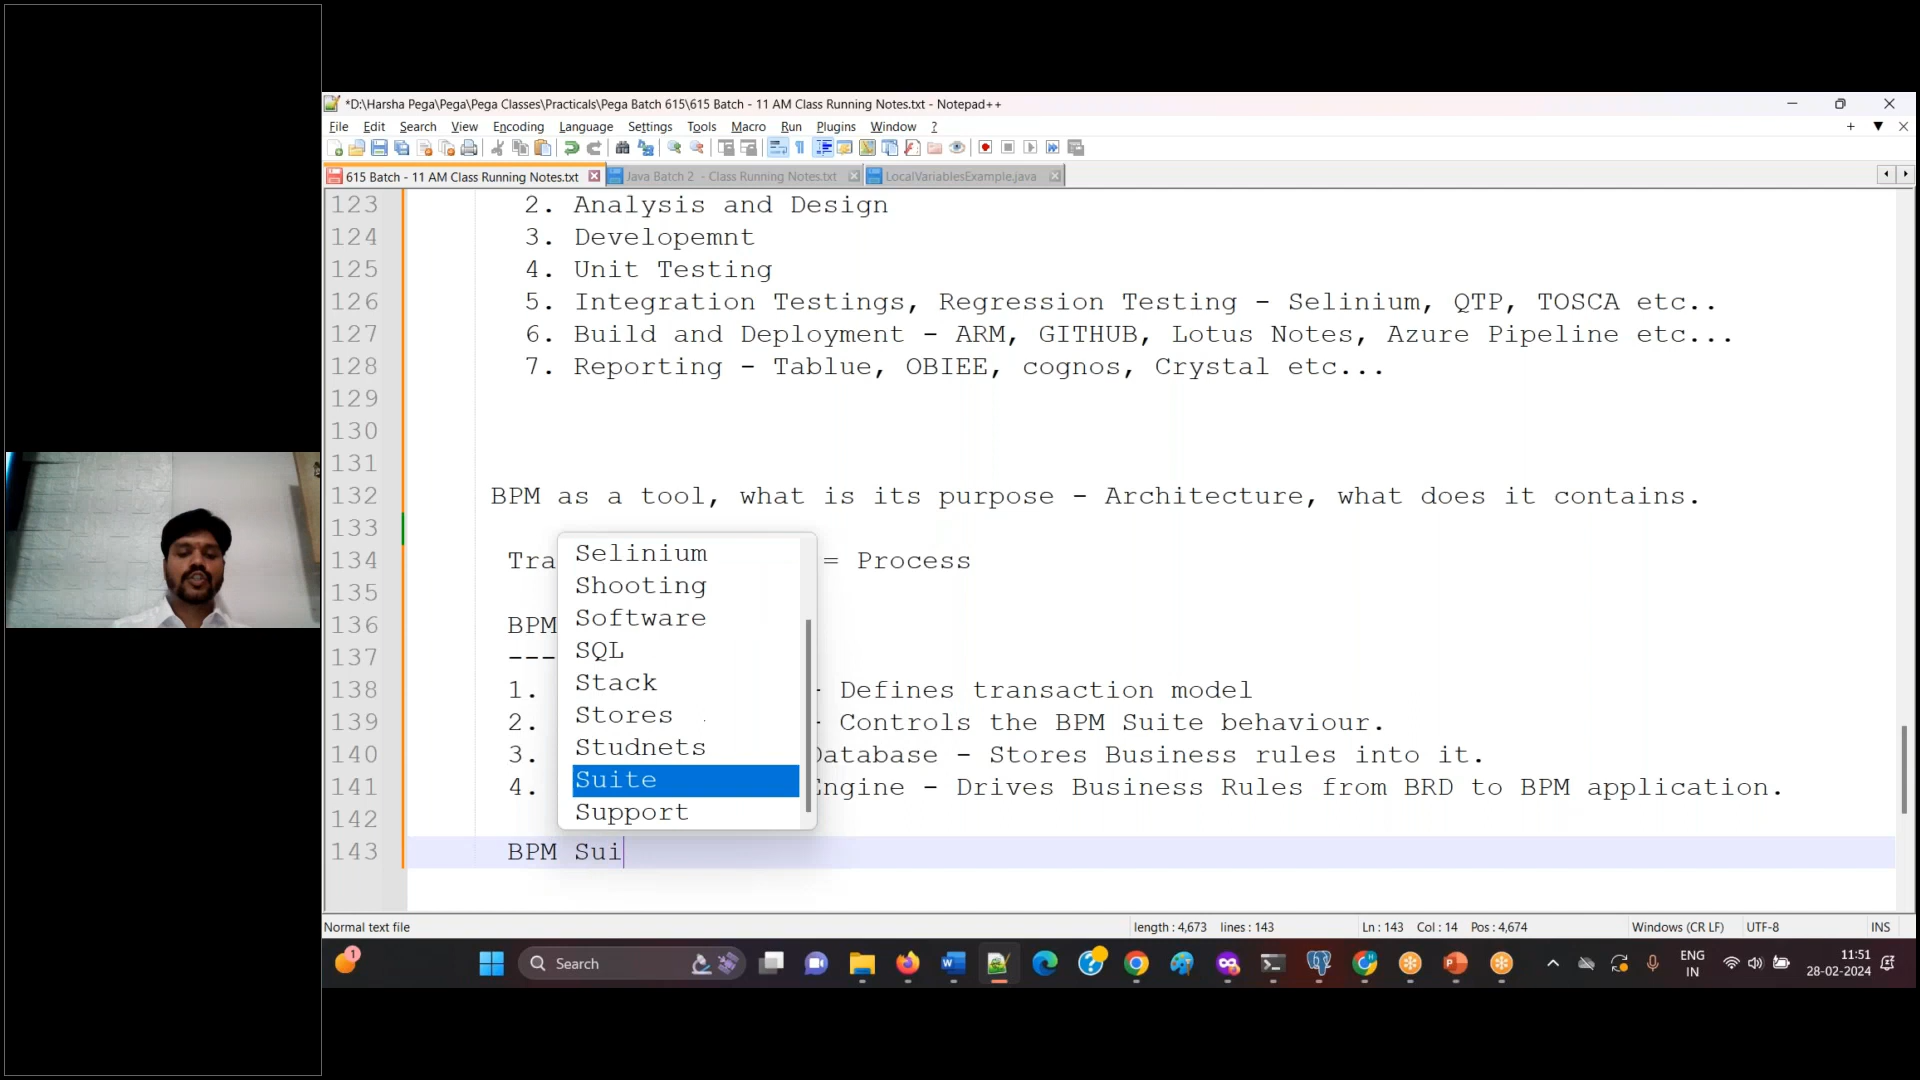 *D:\Harsha Pega\Pega\Pega Classes\Practicals\Pega Batch 615\615 Batch - 11 AM Class Running Notes.txt - Notepad++
File Edit Search View Encoding Language Settings Tools Macro Run Plugins Window ?
615 Batch - 11 AM Class Running Notes.txt Java Batch 2 - Class Running Notes.txt LocalVariablesExample.java
123 2. Analysis and Design
124 3. Developemnt
125 4. Unit Testing
126 5. Integration Testings, Regression Testing - Selinium, QTP, TOSCA etc..
127 6. Build and Deployment - ARM, GITHUB, Lotus Notes, Azure Pipeline etc...
128 7. Reporting - Tablue, OBIEE, cognos, Crystal etc...
129
130
131
132 BPM as a tool, what is its purpose - Architecture, what does it contains.
133
134 Tra = Process
135
136 BPM
137 ---
138 1. - Defines transaction model
139 2. - Controls the BPM Suite behaviour.
140 3. Database - Stores Business rules into it.
141 4. Engine - Drives Business Rules from BRD to BPM application.
142
143 BPM Sui
Selinium
Shooting
Software
SQL
Stack
Stores
Studnets
Suite
Support
Normal text file length : 4,673 lines : 143 Ln : 143 Col : 14 Pos : 4,674 Windows (CR LF) UTF-8 INS
1 Search ENG IN 11:51 28-02-2024